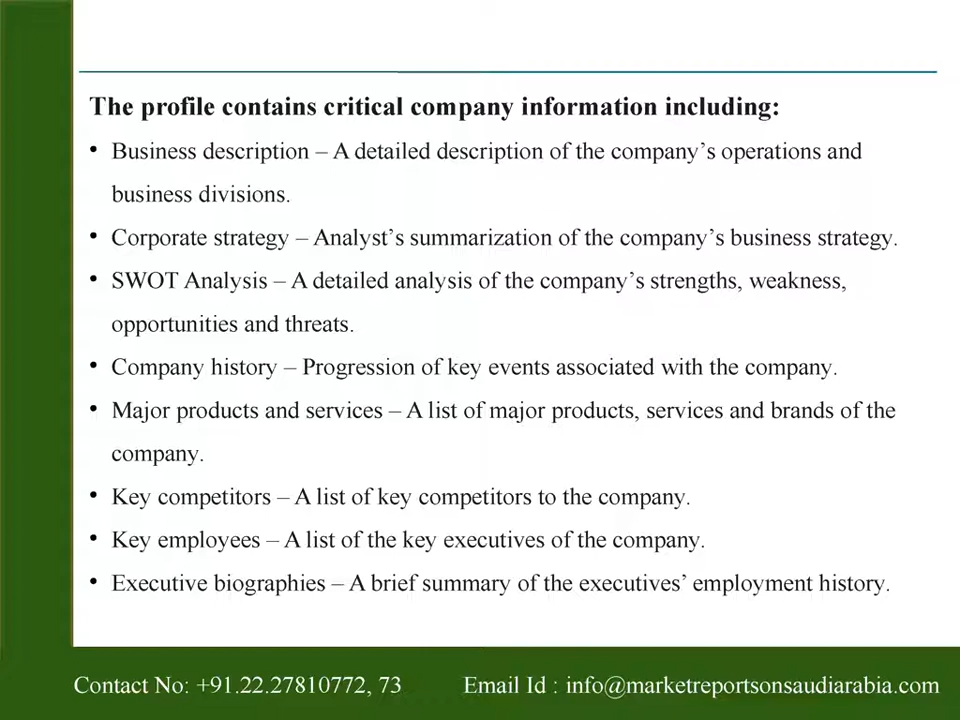 The profile contains critical company information including:
• Business description – A detailed description of the company’s operations and
business divisions.
• Corporate strategy – Analyst’s summarization of the company’s business strategy.
• SWOT Analysis – A detailed analysis of the company’s strengths, weakness,
opportunities and threats.
• Company history – Progression of key events associated with the company.
• Major products and services – A list of major products, services and brands of the
company.
• Key competitors – A list of key competitors to the company.
• Key employees – A list of the key executives of the company.
• Executive biographies – A brief summary of the executives’ employment history.
Contact No: +91.22.27810772, 73 Email Id : info@marketreportsonsaudiarabia.com